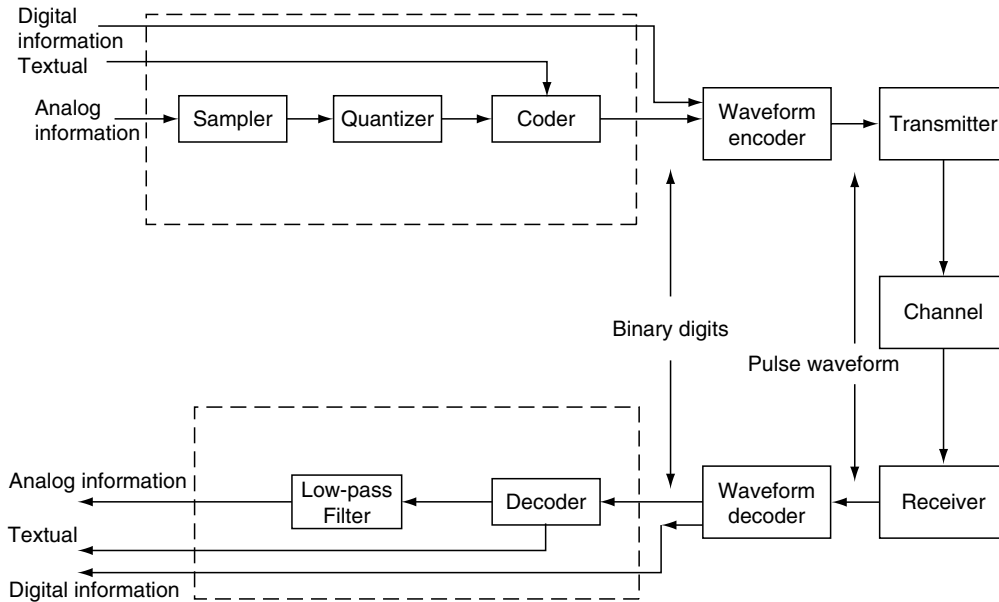 Digital
information
Textual
Analog
information
Sampler
Quantizer
Coder
Waveform
encoder
Transmitter
Channel
Binary digits
Pulse waveform
Analog information
Low-pass
Filter
Decoder
Waveform
decoder
Receiver
Textual
Digital information